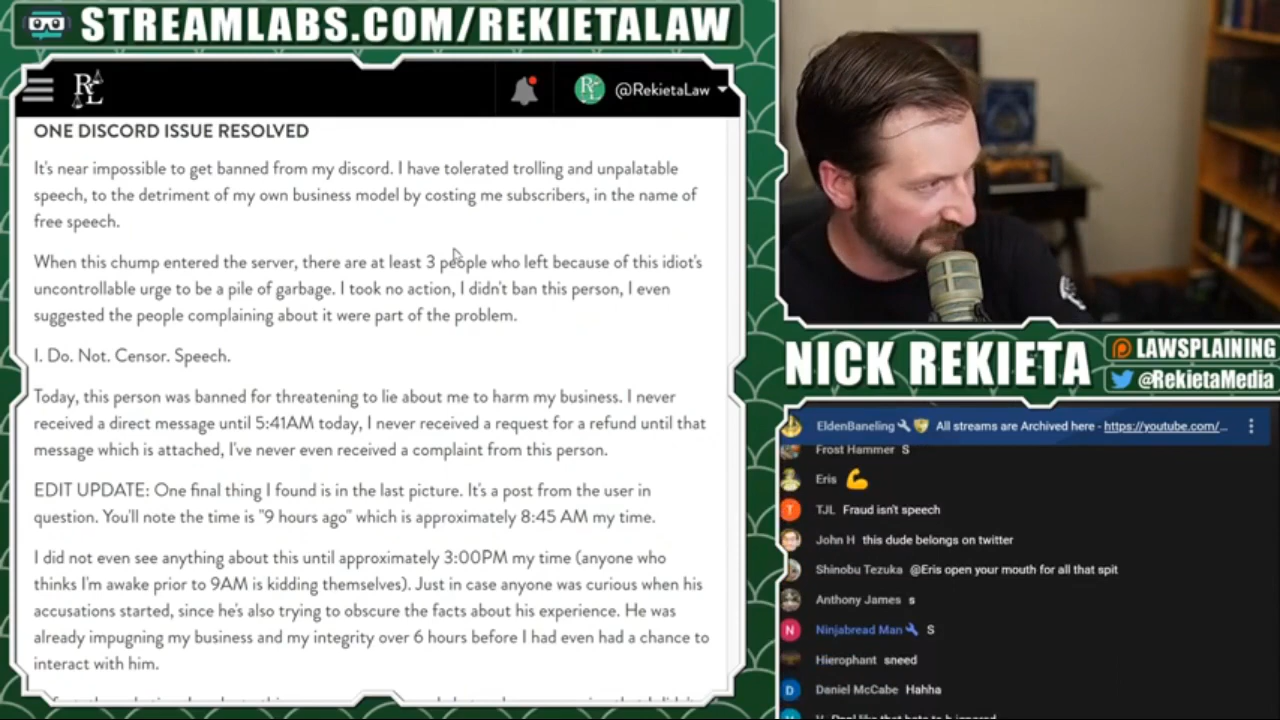 STREAMLABS.COM/REKIETALAW
RL
@RekietaLaw
ONE DISCORD ISSUE RESOLVED
It's near impossible to get banned from my discord. I have tolerated trolling and unpalatable
speech, to the detriment of my own business model by costing me subscribers, in the name of
free speech.
When this chump entered the server, there are at least 3 people who left because of this idiot's
uncontrollable urge to be a pile of garbage. I took no action, I didn't ban this person, I even
suggested the people complaining about it were part of the problem.
I. Do. Not. Censor. Speech.
Today, this person was banned for threatening to lie about me to harm my business. I never
received a direct message until 5:41AM today, I never received a request for a refund until that
message which is attached, I've never even received a complaint from this person.
EDIT UPDATE: One final thing I found is in the last picture. It's a post from the user in
question. You'll note the time is "9 hours ago" which is approximately 8:45 AM my time.
I did not even see anything about this until approximately 3:00PM my time (anyone who
thinks I'm awake prior to 9AM is kidding themselves). Just in case anyone was curious when his
accusations started, since he's also trying to obscure the facts about his experience. He was
already impugning my business and my integrity over 6 hours before I had even had a chance to
interact with him.
NICK REKIETA
LAWSPLAINING
@RekietaMedia
EldenBaneling All streams are Archived here - https://youtube.com/...
Frost Hammer S
Eris
T TJL Fraud isn't speech
John H this dude belongs on twitter
Shinobu Tezuka @Eris open your mouth for all that spit
Anthony James s
N Ninjabread Man S
Hierophant sneed
D Daniel McCabe Hahha